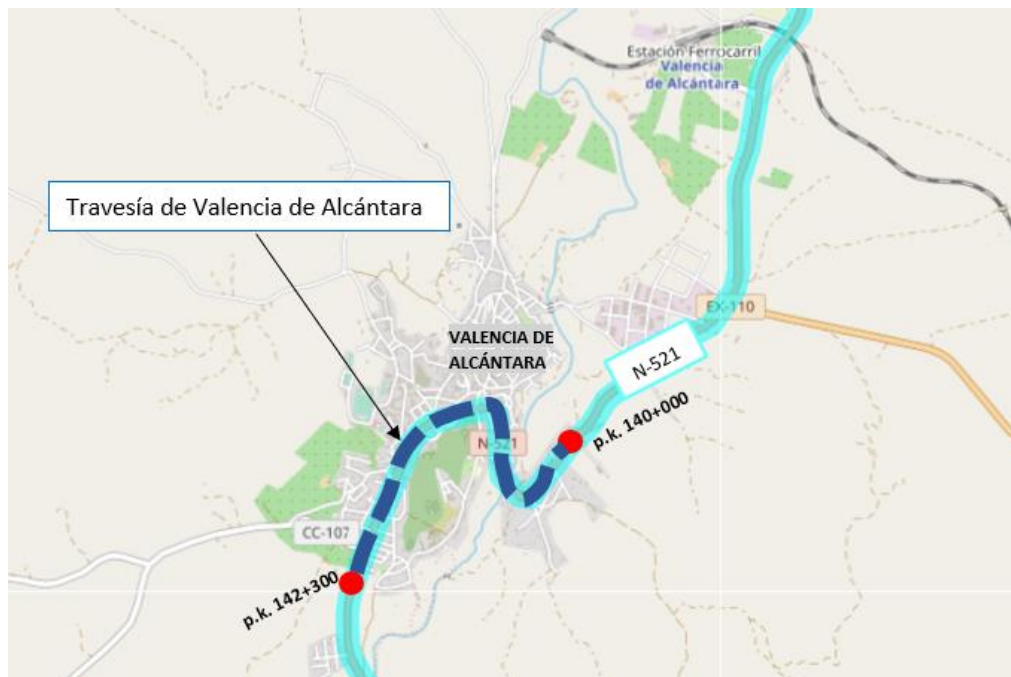 Estación Ferrocarril
Valencia
de Alcántara
Travesía de Valencia de Alcántara
EX-110
VALENCIA DE
ALCÁNTARA
N-521
p.k. 140+000
N-521
CC-107
p.k. 142+300